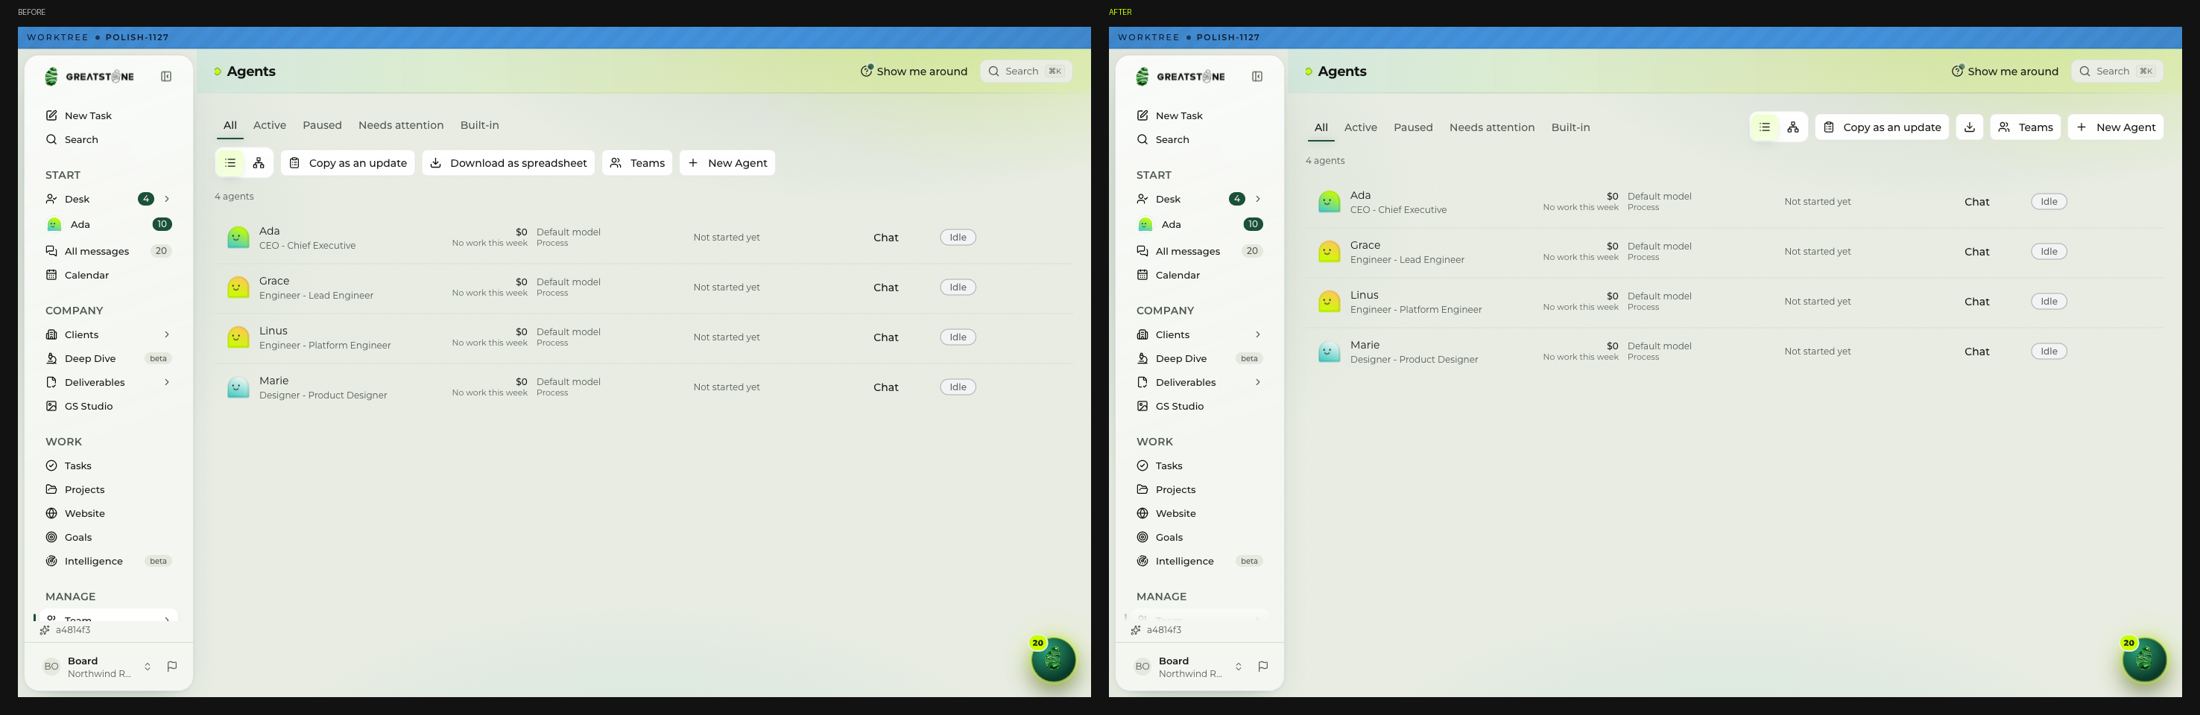 BEFORE
WORKTREE • POLISH-1127
GREATSTONE
New Task
Search
START
Desk 4
Ada 10
All messages 20
Calendar
COMPANY
Clients
Deep Dive beta
Deliverables
GS Studio
WORK
Tasks
Projects
Website
Goals
Intelligence beta
MANAGE
Team
a4814f3
BO Board
Northwind R...
Agents
Show me around
Search ⌘K
All Active Paused Needs attention Built-in
Copy as an update Download as spreadsheet Teams New Agent
4 agents
Ada $0 Default model Not started yet Chat Idle
CEO - Chief Executive No work this week Process
Grace $0 Default model Not started yet Chat Idle
Engineer - Lead Engineer No work this week Process
Linus $0 Default model Not started yet Chat Idle
Engineer - Platform Engineer No work this week Process
Marie $0 Default model Not started yet Chat Idle
Designer - Product Designer No work this week Process
20
AFTER
WORKTREE • POLISH-1127
GREATSTONE
New Task
Search
START
Desk 4
Ada 10
All messages 20
Calendar
COMPANY
Clients
Deep Dive beta
Deliverables
GS Studio
WORK
Tasks
Projects
Website
Goals
Intelligence beta
MANAGE
a4814f3
BO Board
Northwind R...
Agents
Show me around
Search ⌘K
All Active Paused Needs attention Built-in
Copy as an update Teams New Agent
4 agents
Ada $0 Default model Not started yet Chat Idle
CEO - Chief Executive No work this week Process
Grace $0 Default model Not started yet Chat Idle
Engineer - Lead Engineer No work this week Process
Linus $0 Default model Not started yet Chat Idle
Engineer - Platform Engineer No work this week Process
Marie $0 Default model Not started yet Chat Idle
Designer - Product Designer No work this week Process
20